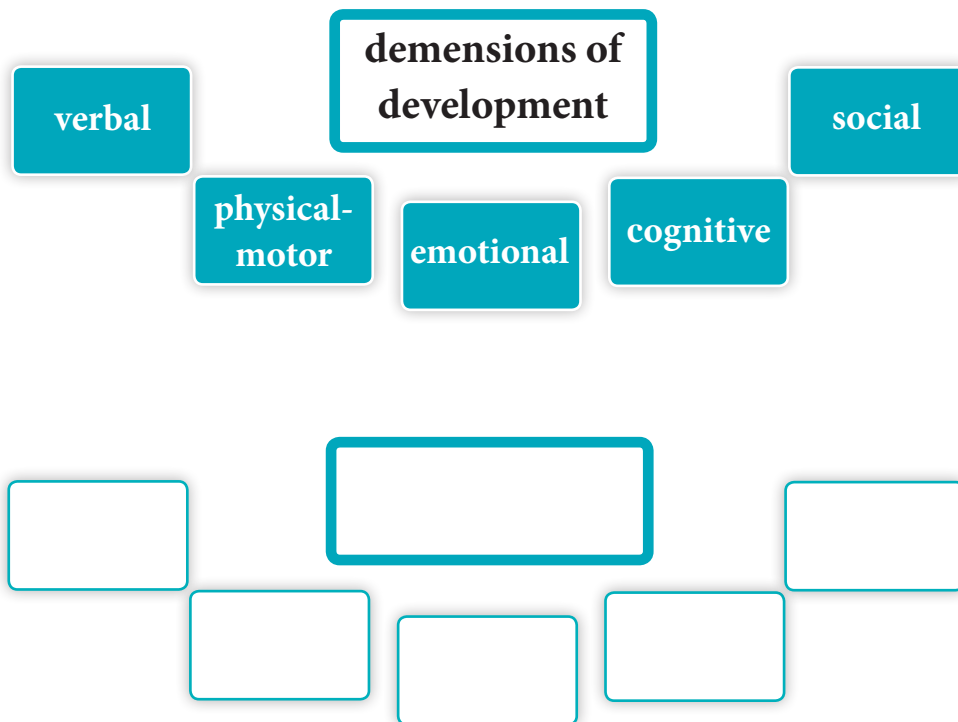 demensions of
development
verbal
physical-
motor
emotional
cognitive
social